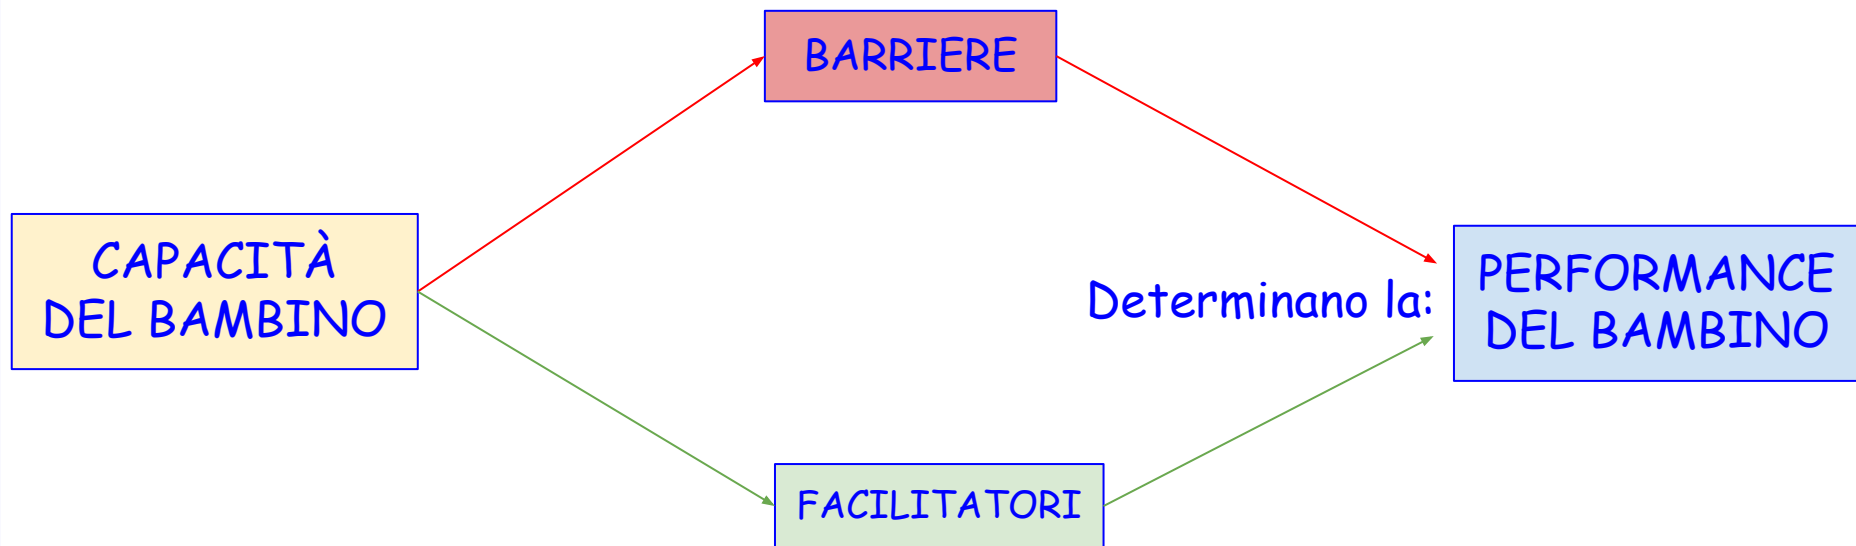 BARRIERE
CAPACITÀ
DEL BAMBINO
Determinano la:
PERFORMANCE
DEL BAMBINO
FACILITATORI